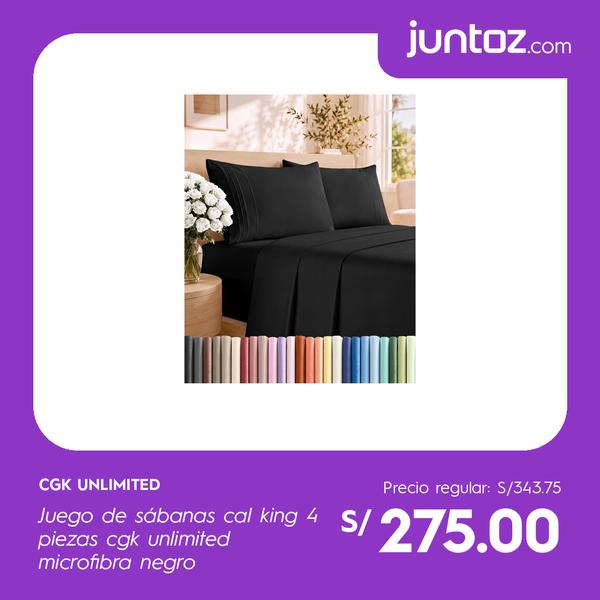 juntoz.com
CGK UNLIMITED
Juego de sábanas cal king 4
piezas cgk unlimited
microfibra negro
Precio regular: S/343.75
S/275.00